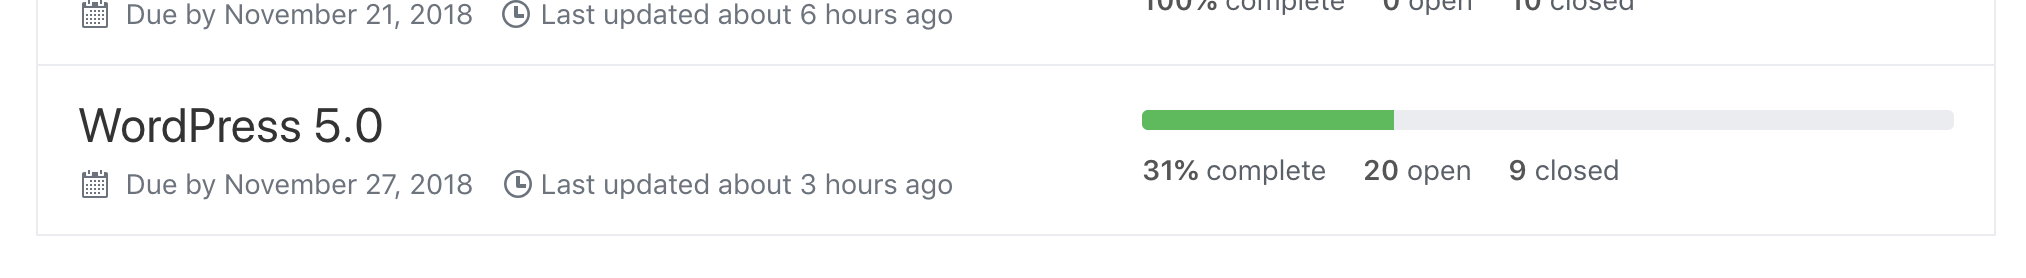 Due by November 21, 2018 Last updated about 6 hours ago 100% complete 0 open 10 closed
WordPress 5.0
Due by November 27, 2018 Last updated about 3 hours ago
31% complete 20 open 9 closed